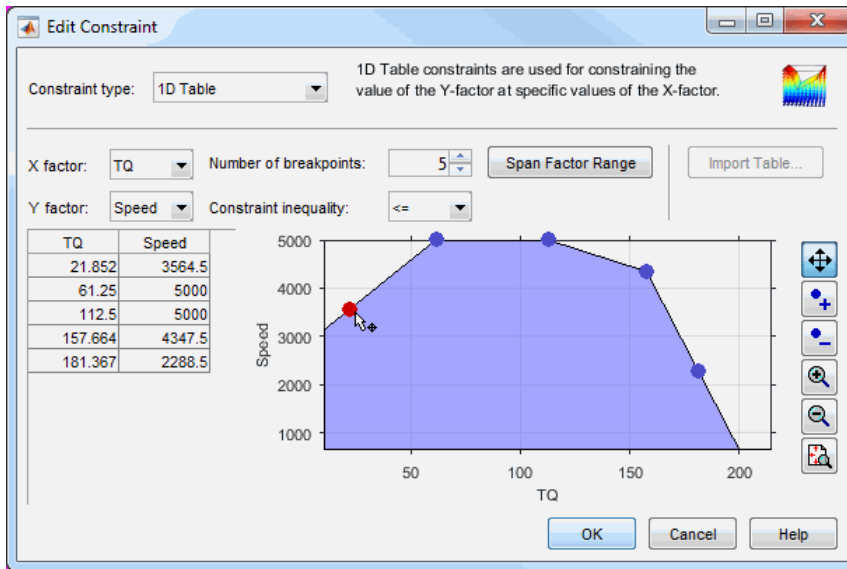 Edit Constraint
Constraint type: 1D Table
1D Table constraints are used for constraining the
value of the Y-factor at specific values of the X-factor.
X factor: TQ Number of breakpoints: 5 Span Factor Range Import Table...
Y factor: Speed Constraint inequality: <=
TQ Speed
21.852 3564.5
61.25 5000
112.5 5000
157.664 4347.5
181.367 2288.5
5000
4000
3000
2000
1000
Speed
50 100 150 200
TQ
OK Cancel Help